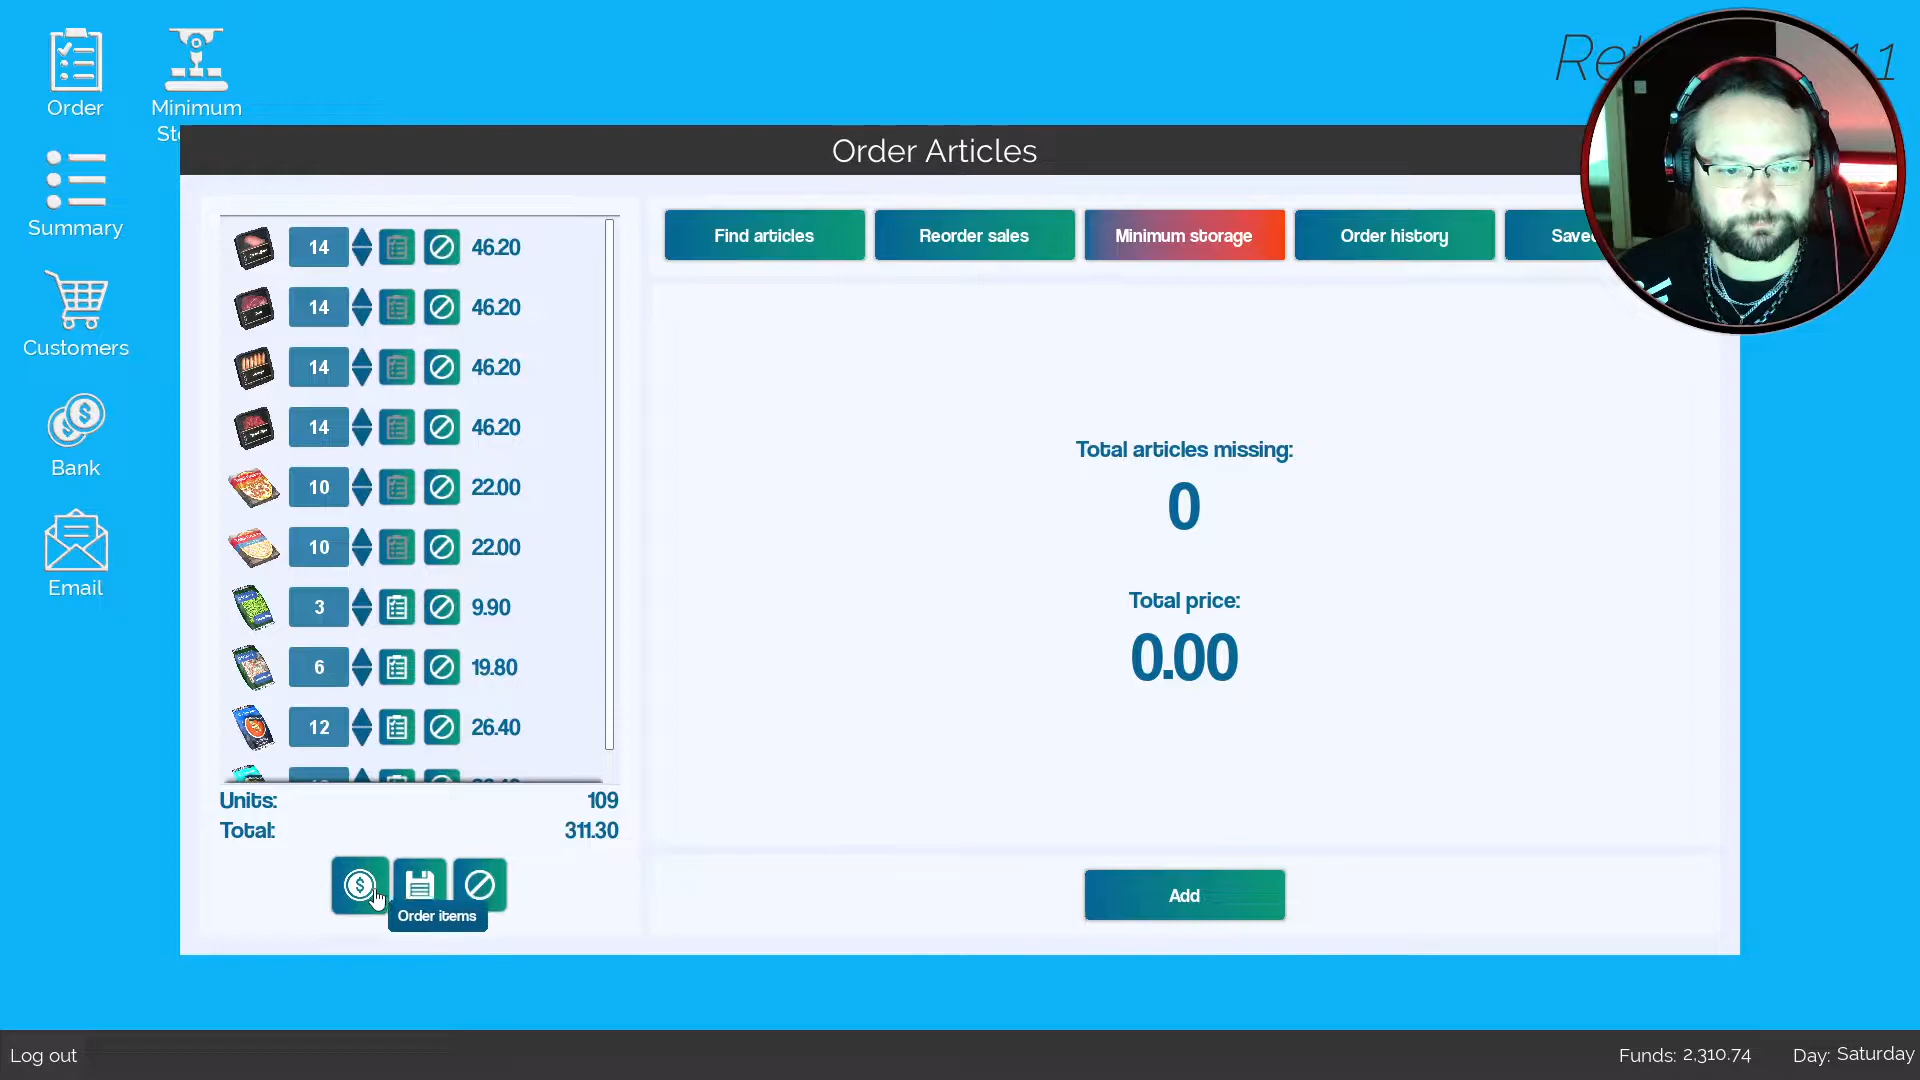 Order
Minimum
Summary
Customers
Bank
Email
Order Articles
14 46.20
14 46.20
14 46.20
14 46.20
10 22.00
10 22.00
3 9.90
6 19.80
12 26.40
Units: 109
Total: 311.30
Order items
Find articles
Reorder sales
Minimum storage
Order history
Total articles missing:
0
Total price:
0.00
Add
Log out
Funds: 2,310.74
Day: Saturday